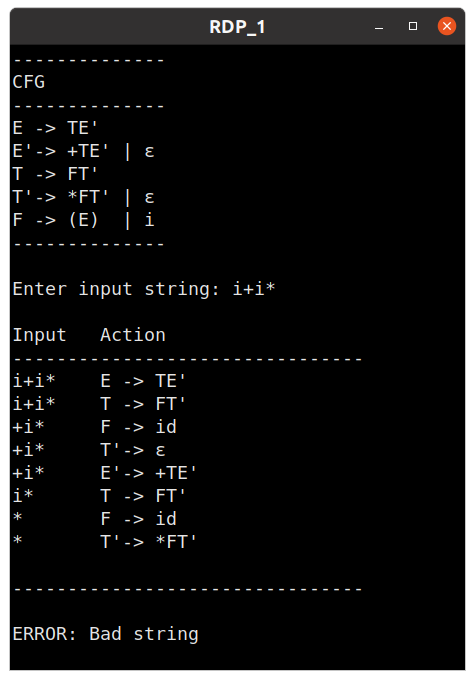 RDP_1
--------------
CFG
--------------
E -> TE'
E'-> +TE' | ε
T -> FT'
T'-> *FT' | ε
F -> (E)  | i
--------------
Enter input string: i+i*
Input   Action
--------------------------------
i+i*    E -> TE'
i+i*    T -> FT'
+i*     F -> id
+i*     T'-> ε
+i*     E'-> +TE'
i*      T -> FT'
*       F -> id
*       T'-> *FT'
--------------------------------
ERROR: Bad string